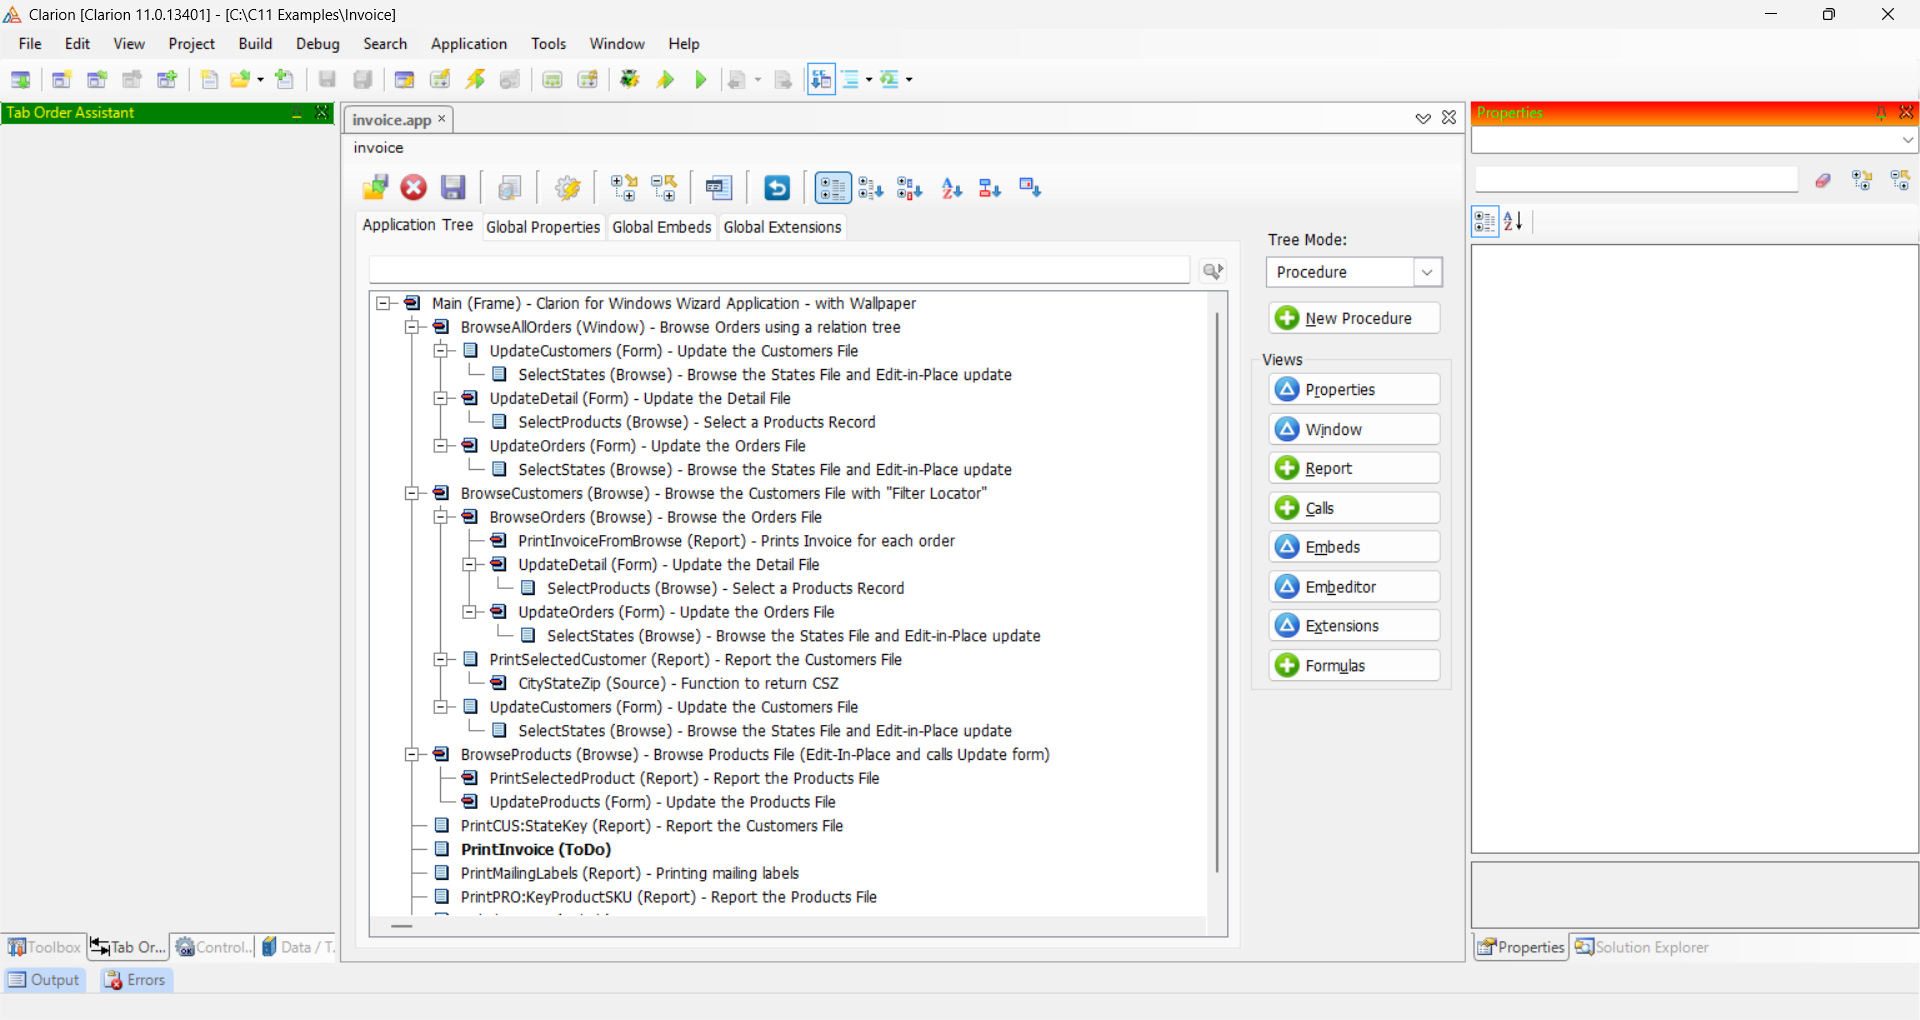 Clarion [Clarion 11.0.13401] - [C:\C11 Examples\Invoice]
File Edit View Project Build Debug Search Application Tools Window Help
Tab Order Assistant
invoice.app
Properties
invoice
Application Tree Global Properties Global Embeds Global Extensions
Tree Mode:
Procedure
New Procedure
Views
Properties
Window
Report
Calls
Embeds
Embeditor
Extensions
Formulas
Main (Frame) - Clarion for Windows Wizard Application - with Wallpaper
BrowseAllOrders (Window) - Browse Orders using a relation tree
UpdateCustomers (Form) - Update the Customers File
SelectStates (Browse) - Browse the States File and Edit-in-Place update
UpdateDetail (Form) - Update the Detail File
SelectProducts (Browse) - Select a Products Record
UpdateOrders (Form) - Update the Orders File
SelectStates (Browse) - Browse the States File and Edit-in-Place update
BrowseCustomers (Browse) - Browse the Customers File with "Filter Locator"
BrowseOrders (Browse) - Browse the Orders File
PrintInvoiceFromBrowse (Report) - Prints Invoice for each order
UpdateDetail (Form) - Update the Detail File
SelectProducts (Browse) - Select a Products Record
UpdateOrders (Form) - Update the Orders File
SelectStates (Browse) - Browse the States File and Edit-in-Place update
PrintSelectedCustomer (Report) - Report the Customers File
CityStateZip (Source) - Function to return CSZ
UpdateCustomers (Form) - Update the Customers File
SelectStates (Browse) - Browse the States File and Edit-in-Place update
BrowseProducts (Browse) - Browse Products File (Edit-In-Place and calls Update form)
PrintSelectedProduct (Report) - Report the Products File
UpdateProducts (Form) - Update the Products File
PrintCUS:StateKey (Report) - Report the Customers File
PrintInvoice (ToDo)
PrintMailingLabels (Report) - Printing mailing labels
PrintPRO:KeyProductSKU (Report) - Report the Products File
Toolbox Tab Or... Control... Data / T...
Properties Solution Explorer
Output Errors